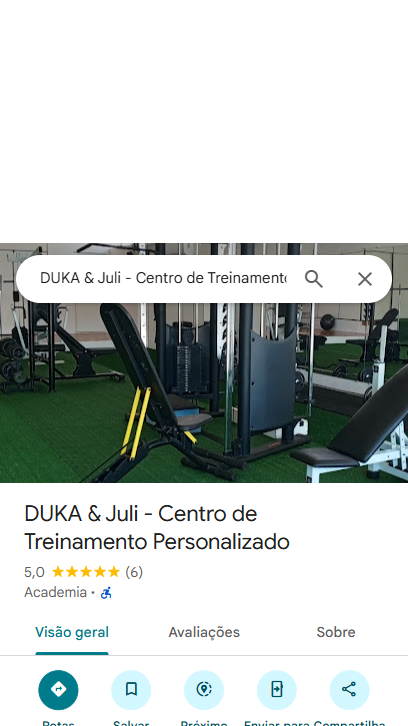 DUKA & Juli - Centro de Treinamento
DUKA & Juli - Centro de
Treinamento Personalizado
5,0 (6)
Academia ·
Visão geral Avaliações Sobre
Rotas Salvar Próximo Enviar para Compartilha